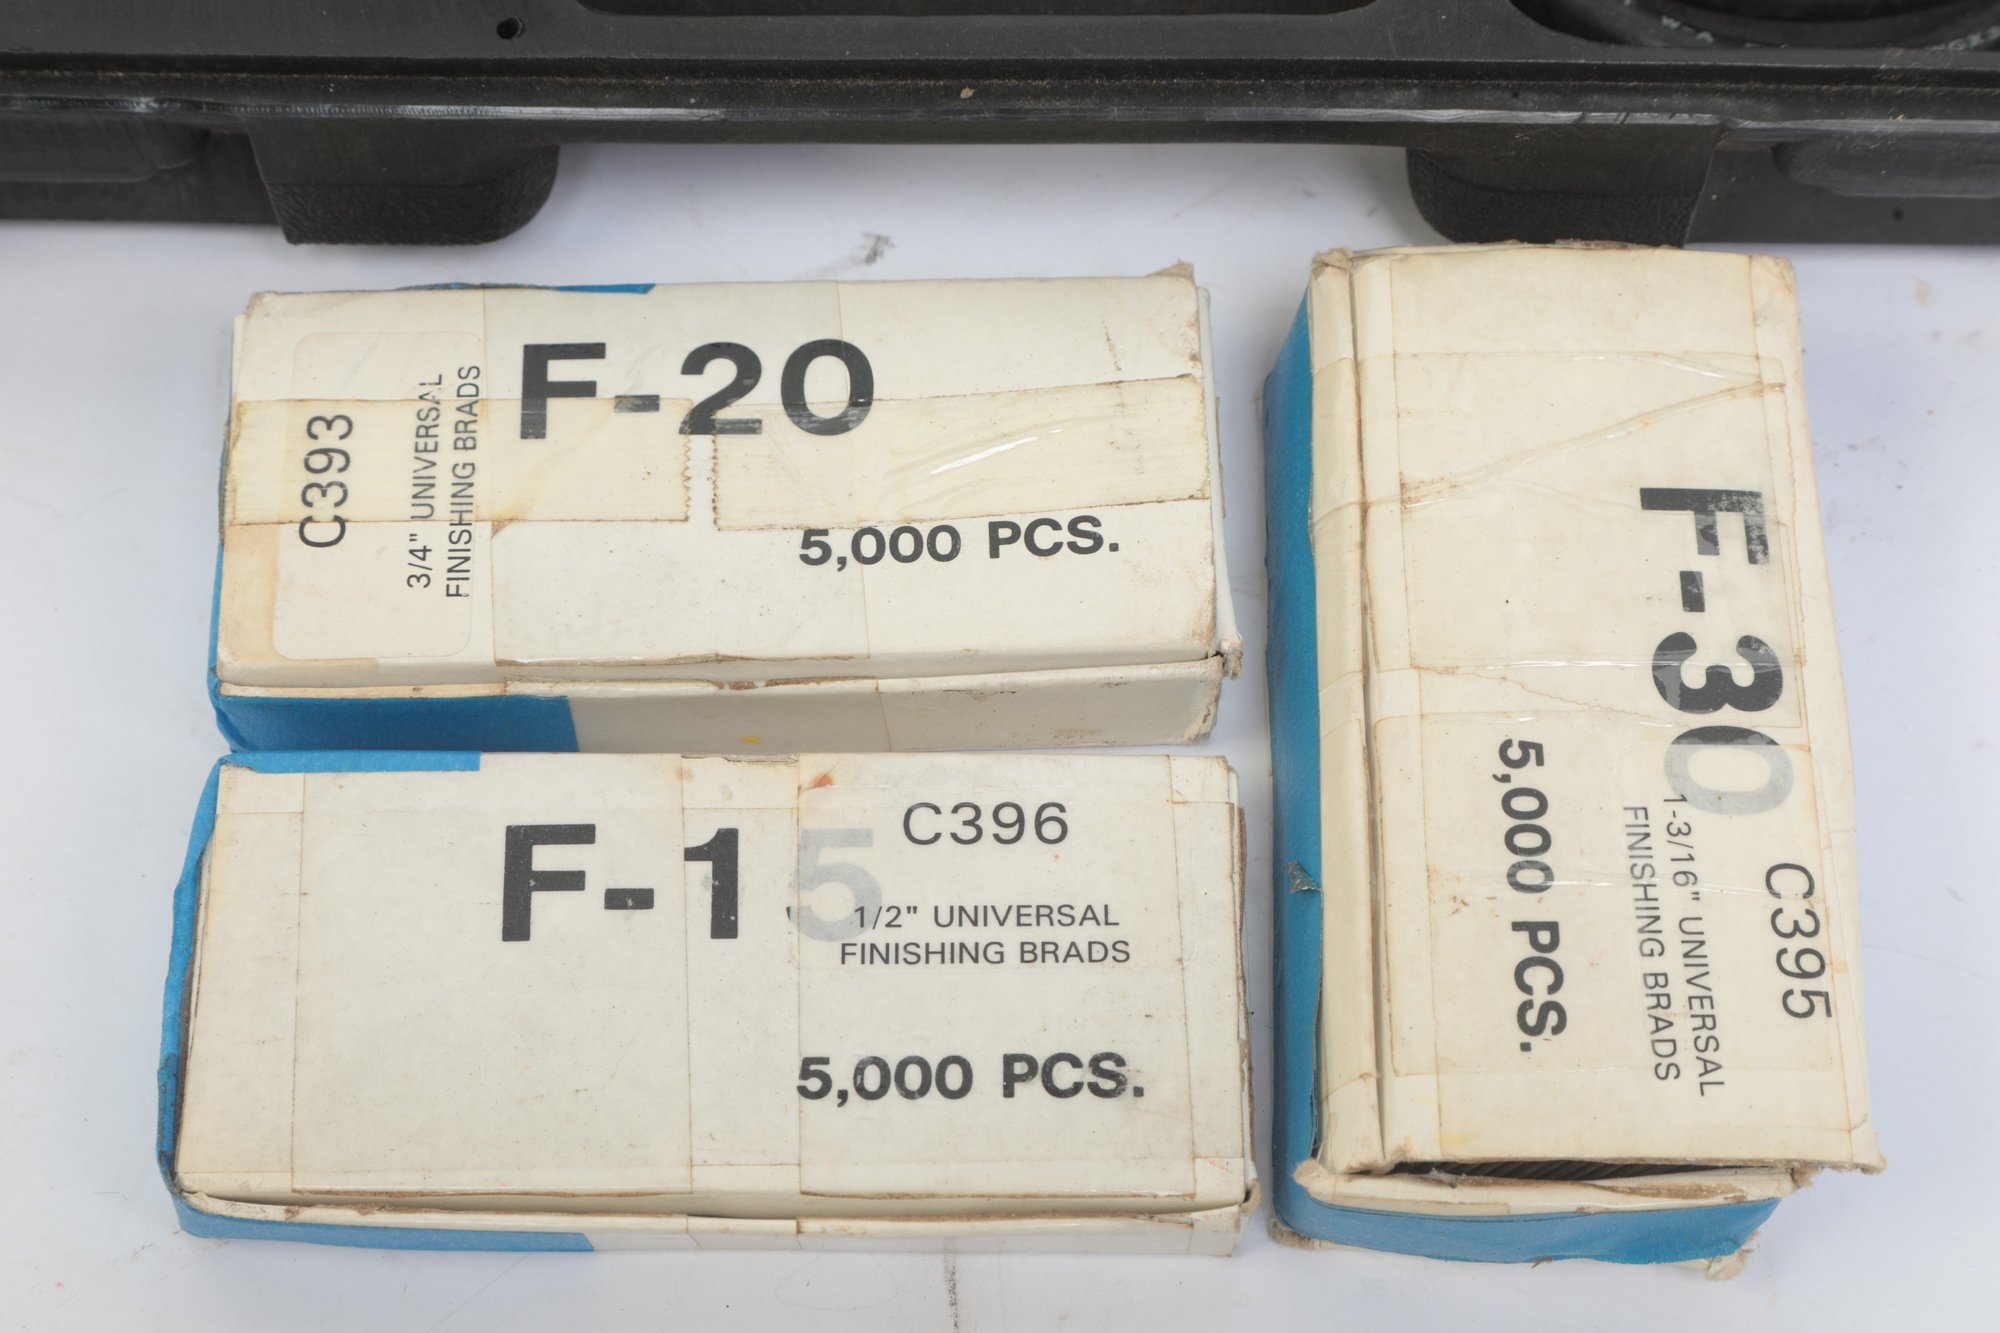 F-20
C393
3/4" UNIVERSAL
FINISHING BRADS
5,000 PCS.
F-15
C396
1/2" UNIVERSAL
FINISHING BRADS
5,000 PCS.
F-30
5,000 PCS.
C395
1-3/16" UNIVERSAL
FINISHING BRADS